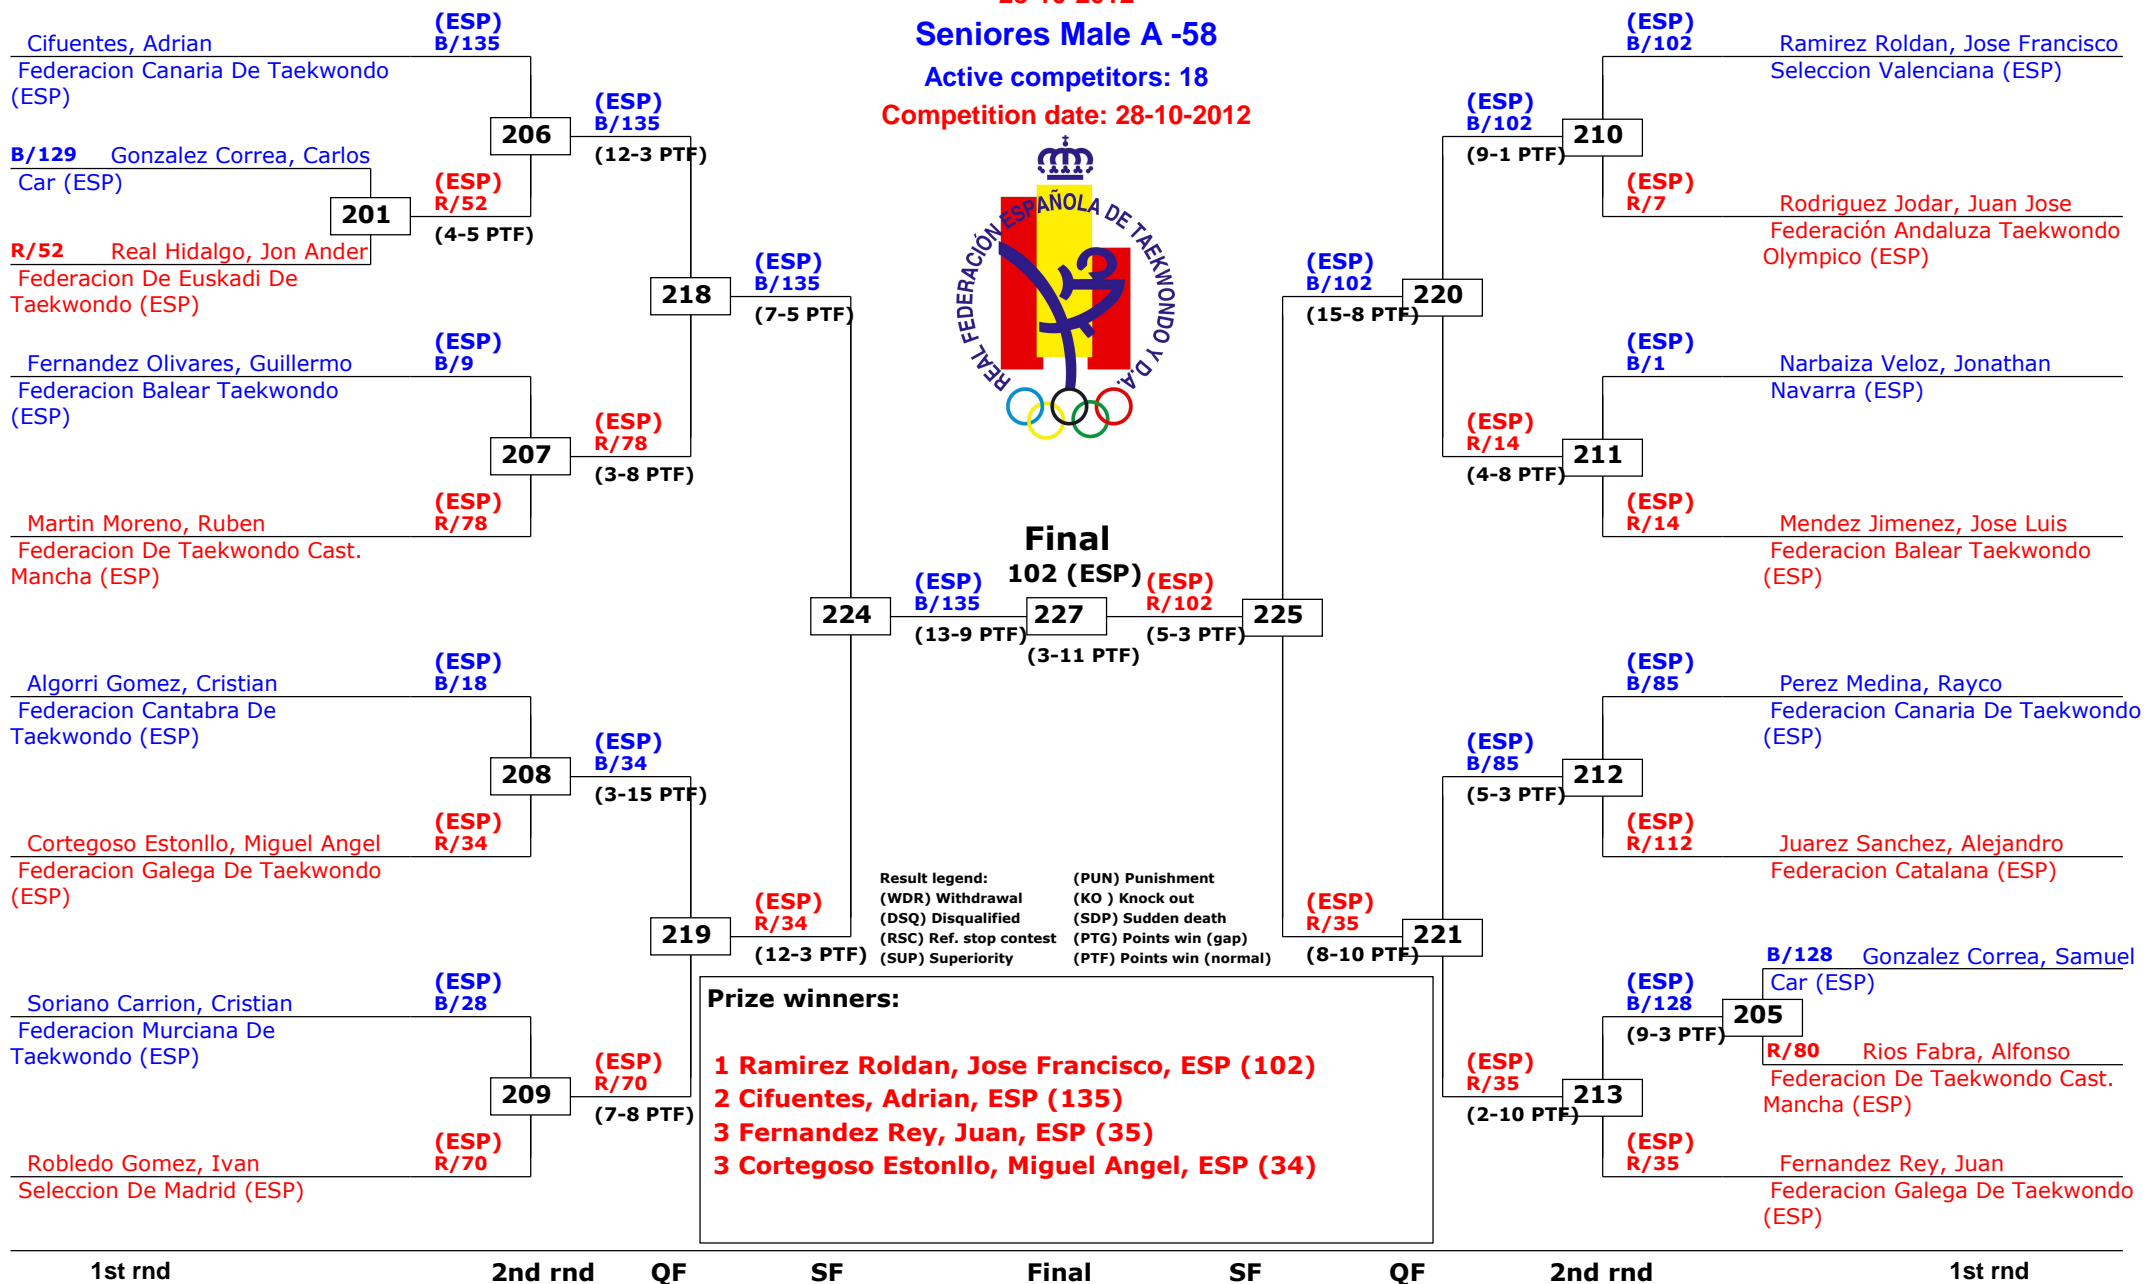 28-10-2012
Seniores Male A -58
Active competitors: 18
Competition date: 28-10-2012
REAL FEDERACIÓN ESPAÑOLA DE TAEKWONDO Y D.A.
Cifuentes, Adrian
(ESP)
B/135
Federacion Canaria De Taekwondo
(ESP)
206
(ESP)
B/135
(12-3 PTF)
B/129 Gonzalez Correa, Carlos
Car (ESP)
201
(ESP)
R/52
(4-5 PTF)
R/52 Real Hidalgo, Jon Ander
Federacion De Euskadi De
Taekwondo (ESP)
218
(ESP)
B/135
(7-5 PTF)
Fernandez Olivares, Guillermo
(ESP)
B/9
Federacion Balear Taekwondo
(ESP)
207
(ESP)
R/78
(3-8 PTF)
Martin Moreno, Ruben
(ESP)
R/78
Federacion De Taekwondo Cast.
Mancha (ESP)
224
(ESP)
B/135
(13-9 PTF)
Final
102 (ESP)
227
(3-11 PTF)
(ESP)
R/102
(5-3 PTF)
225
Algorri Gomez, Cristian
(ESP)
B/18
Federacion Cantabra De
Taekwondo (ESP)
208
(ESP)
B/34
(3-15 PTF)
Cortegoso Estonllo, Miguel Angel
(ESP)
R/34
Federacion Galega De Taekwondo
(ESP)
219
(ESP)
R/34
(12-3 PTF)
Soriano Carrion, Cristian
(ESP)
B/28
Federacion Murciana De
Taekwondo (ESP)
209
(ESP)
R/70
(7-8 PTF)
Robledo Gomez, Ivan
(ESP)
R/70
Seleccion De Madrid (ESP)
(ESP)
B/102
Ramirez Roldan, Jose Francisco
Seleccion Valenciana (ESP)
(ESP)
B/102
(9-1 PTF)
210
(ESP)
R/7
Rodriguez Jodar, Juan Jose
Federación Andaluza Taekwondo
Olympico (ESP)
(ESP)
B/102
(15-8 PTF)
220
(ESP)
B/1
Narbaiza Veloz, Jonathan
Navarra (ESP)
(ESP)
R/14
(4-8 PTF)
211
(ESP)
R/14
Mendez Jimenez, Jose Luis
Federacion Balear Taekwondo
(ESP)
(ESP)
B/85
Perez Medina, Rayco
Federacion Canaria De Taekwondo
(ESP)
(ESP)
B/85
(5-3 PTF)
212
(ESP)
R/112
Juarez Sanchez, Alejandro
Federacion Catalana (ESP)
(ESP)
R/35
(8-10 PTF)
221
B/128 Gonzalez Correa, Samuel
Car (ESP)
(ESP)
B/128
(9-3 PTF)
205
R/80 Rios Fabra, Alfonso
Federacion De Taekwondo Cast.
Mancha (ESP)
(ESP)
R/35
(2-10 PTF)
213
(ESP)
R/35
Fernandez Rey, Juan
Federacion Galega De Taekwondo
(ESP)
Result legend: (PUN) Punishment
(WDR) Withdrawal (KO ) Knock out
(DSQ) Disqualified (SDP) Sudden death
(RSC) Ref. stop contest (PTG) Points win (gap)
(SUP) Superiority (PTF) Points win (normal)
Prize winners:
1 Ramirez Roldan, Jose Francisco, ESP (102)
2 Cifuentes, Adrian, ESP (135)
3 Fernandez Rey, Juan, ESP (35)
3 Cortegoso Estonllo, Miguel Angel, ESP (34)
1st rnd 2nd rnd QF SF Final SF QF 2nd rnd 1st rnd